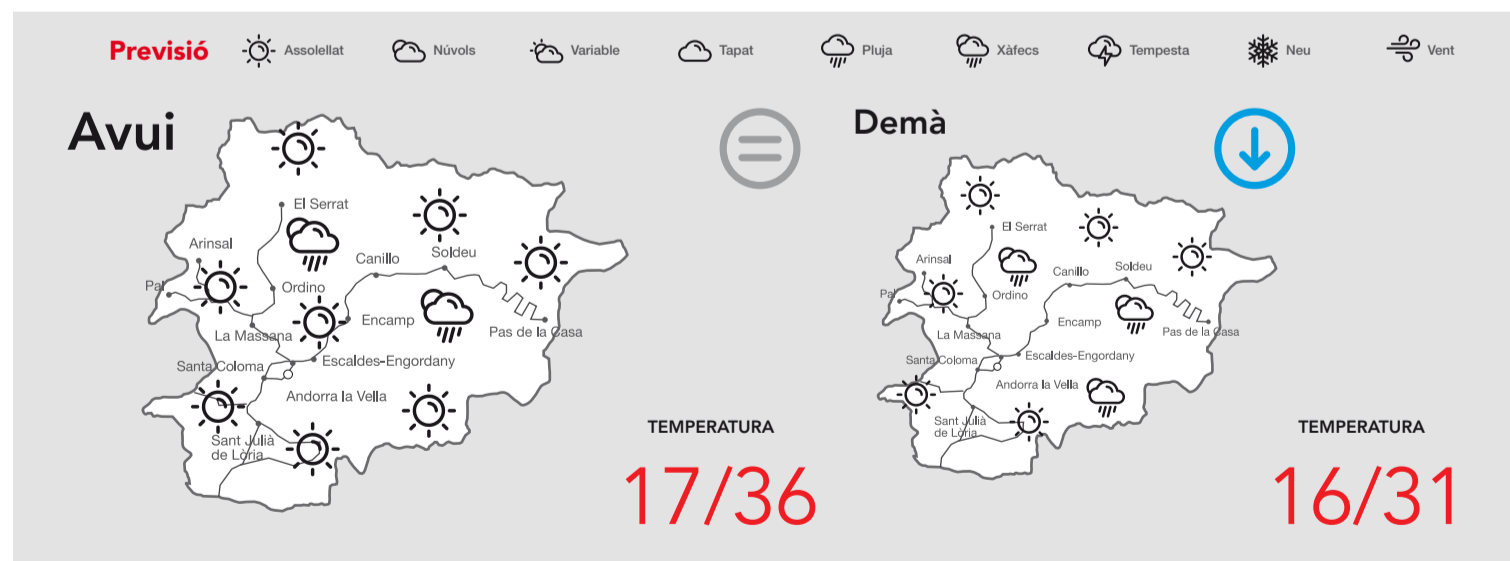 Previsió
Assolellat
Núvols
Variable
Tapat
Pluja
Xàfecs
Tempesta
Neu
Vent
Avui
El Serrat
Arinsal
Soldeu
Canillo
Pal
Ordino
Encamp
La Massana
Pas de la Casa
Santa Coloma
Escaldes-Engordany
Andorra la Vella
Sant Julià
de Lòria
TEMPERATURA
17/36
Demà
El Serrat
Arinsal
Soldeu
Canillo
Pal
Ordino
Encamp
La Massana
Pas de la Casa
Santa Coloma
Escaldes-Engordany
Andorra la Vella
Sant Julià
de Lòria
TEMPERATURA
16/31